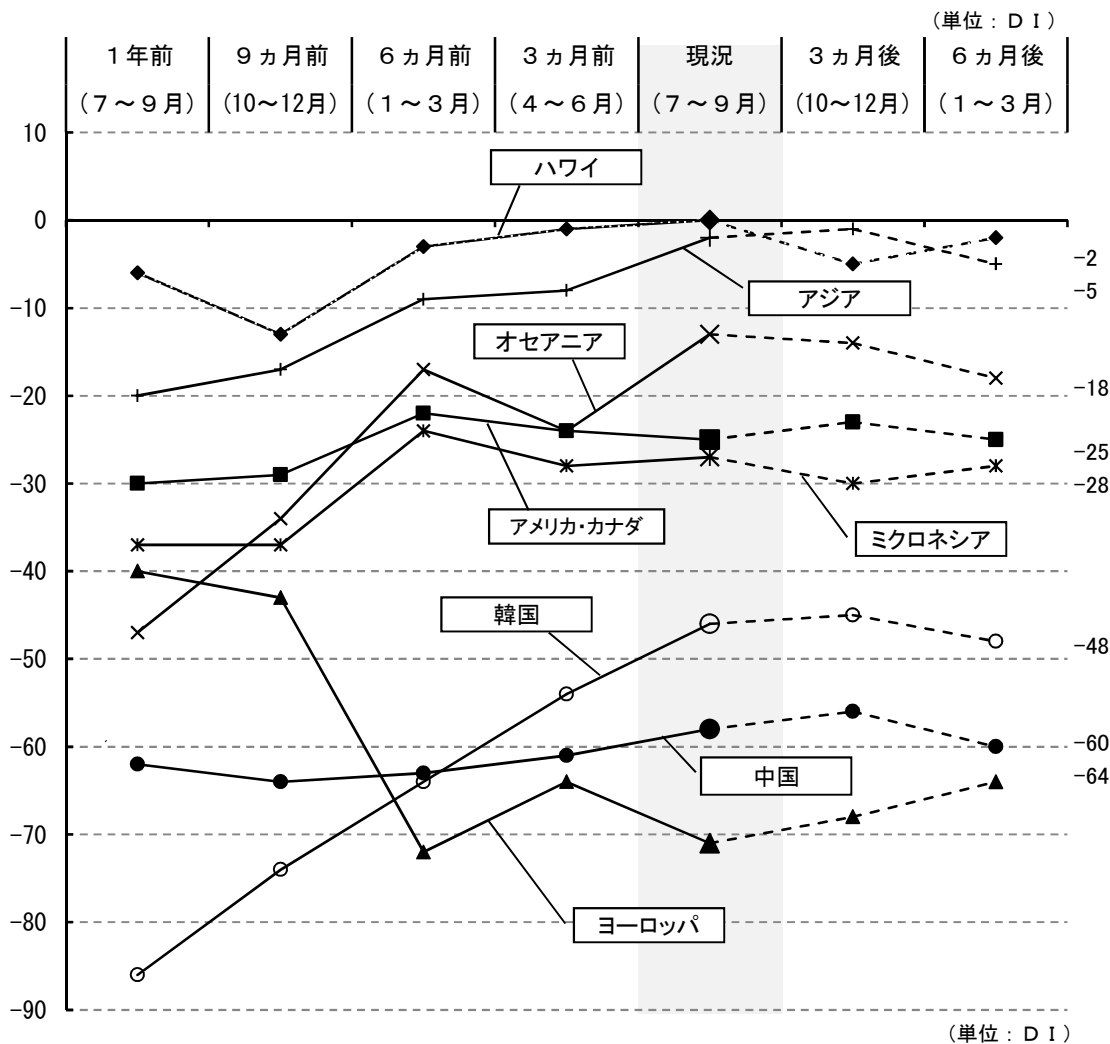 （単位：ＤＩ）
１年前 ９ヵ月前 ６ヵ月前 ３ヵ月前 現況 ３ヵ月後 ６ヵ月後
（７～９月） (10～12月) （１～３月） （４～６月） （７～９月） (10～12月) （１～３月）
10
ハワイ
0
-2
-5
アジア
-10
オセアニア
-18
-20
-25
-28
-30
アメリカ・カナダ
ミクロネシア
-40
韓国
-48
-50
-60
-60
中国
-64
-70
-80
ヨーロッパ
-90
（単位：ＤＩ）